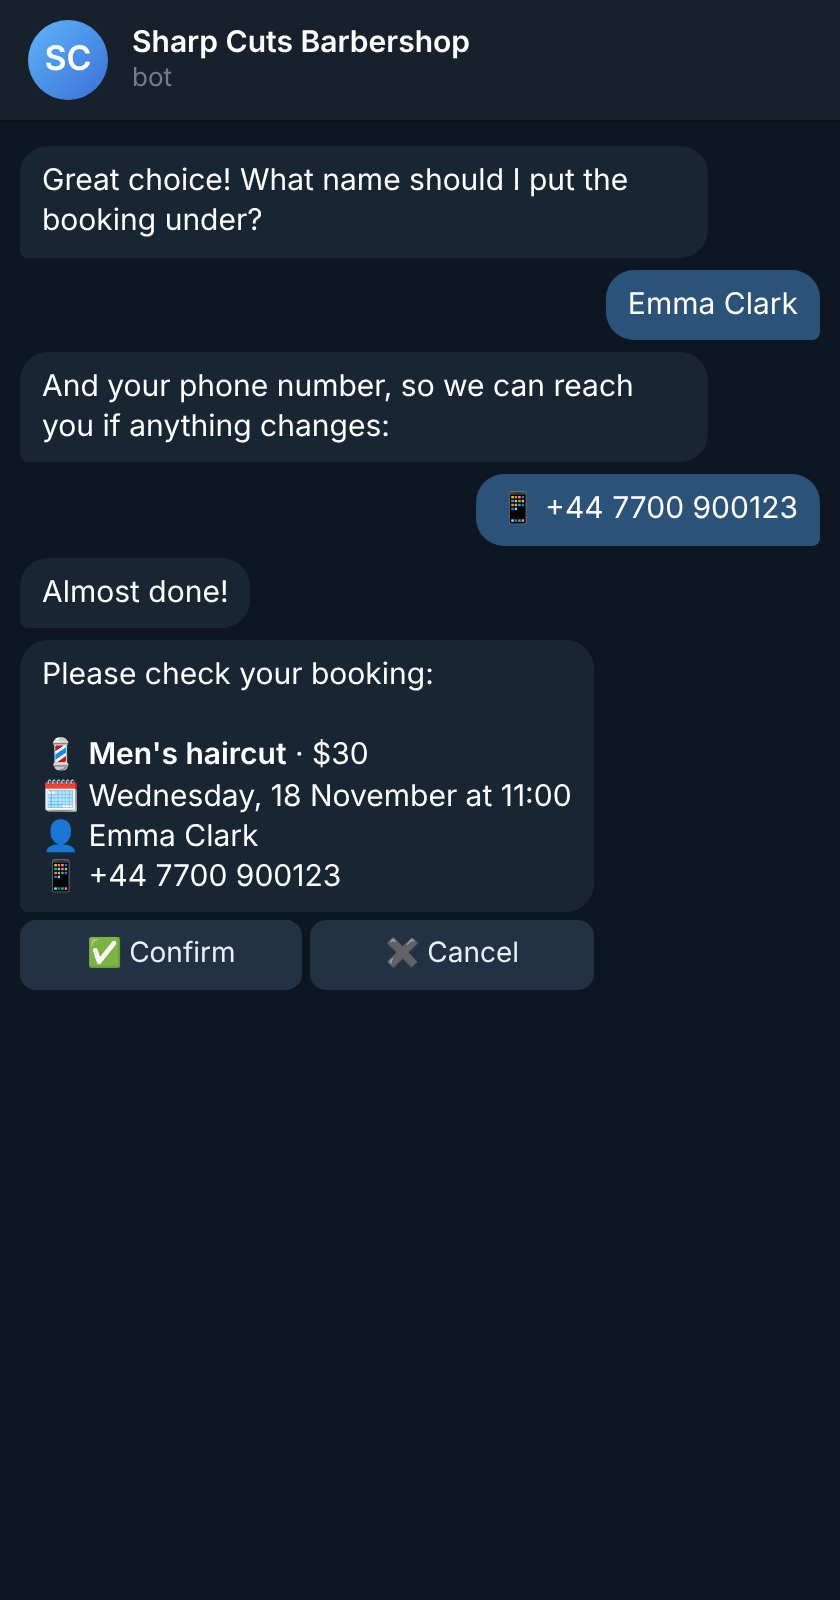 SC
Sharp Cuts Barbershop
bot
Great choice! What name should I put the
booking under?
Emma Clark
And your phone number, so we can reach
you if anything changes:
📱 +44 7700 900123
Almost done!
Please check your booking:
💈 Men's haircut · $30
🗓️ Wednesday, 18 November at 11:00
👤 Emma Clark
📱 +44 7700 900123
✅ Confirm
✖️ Cancel